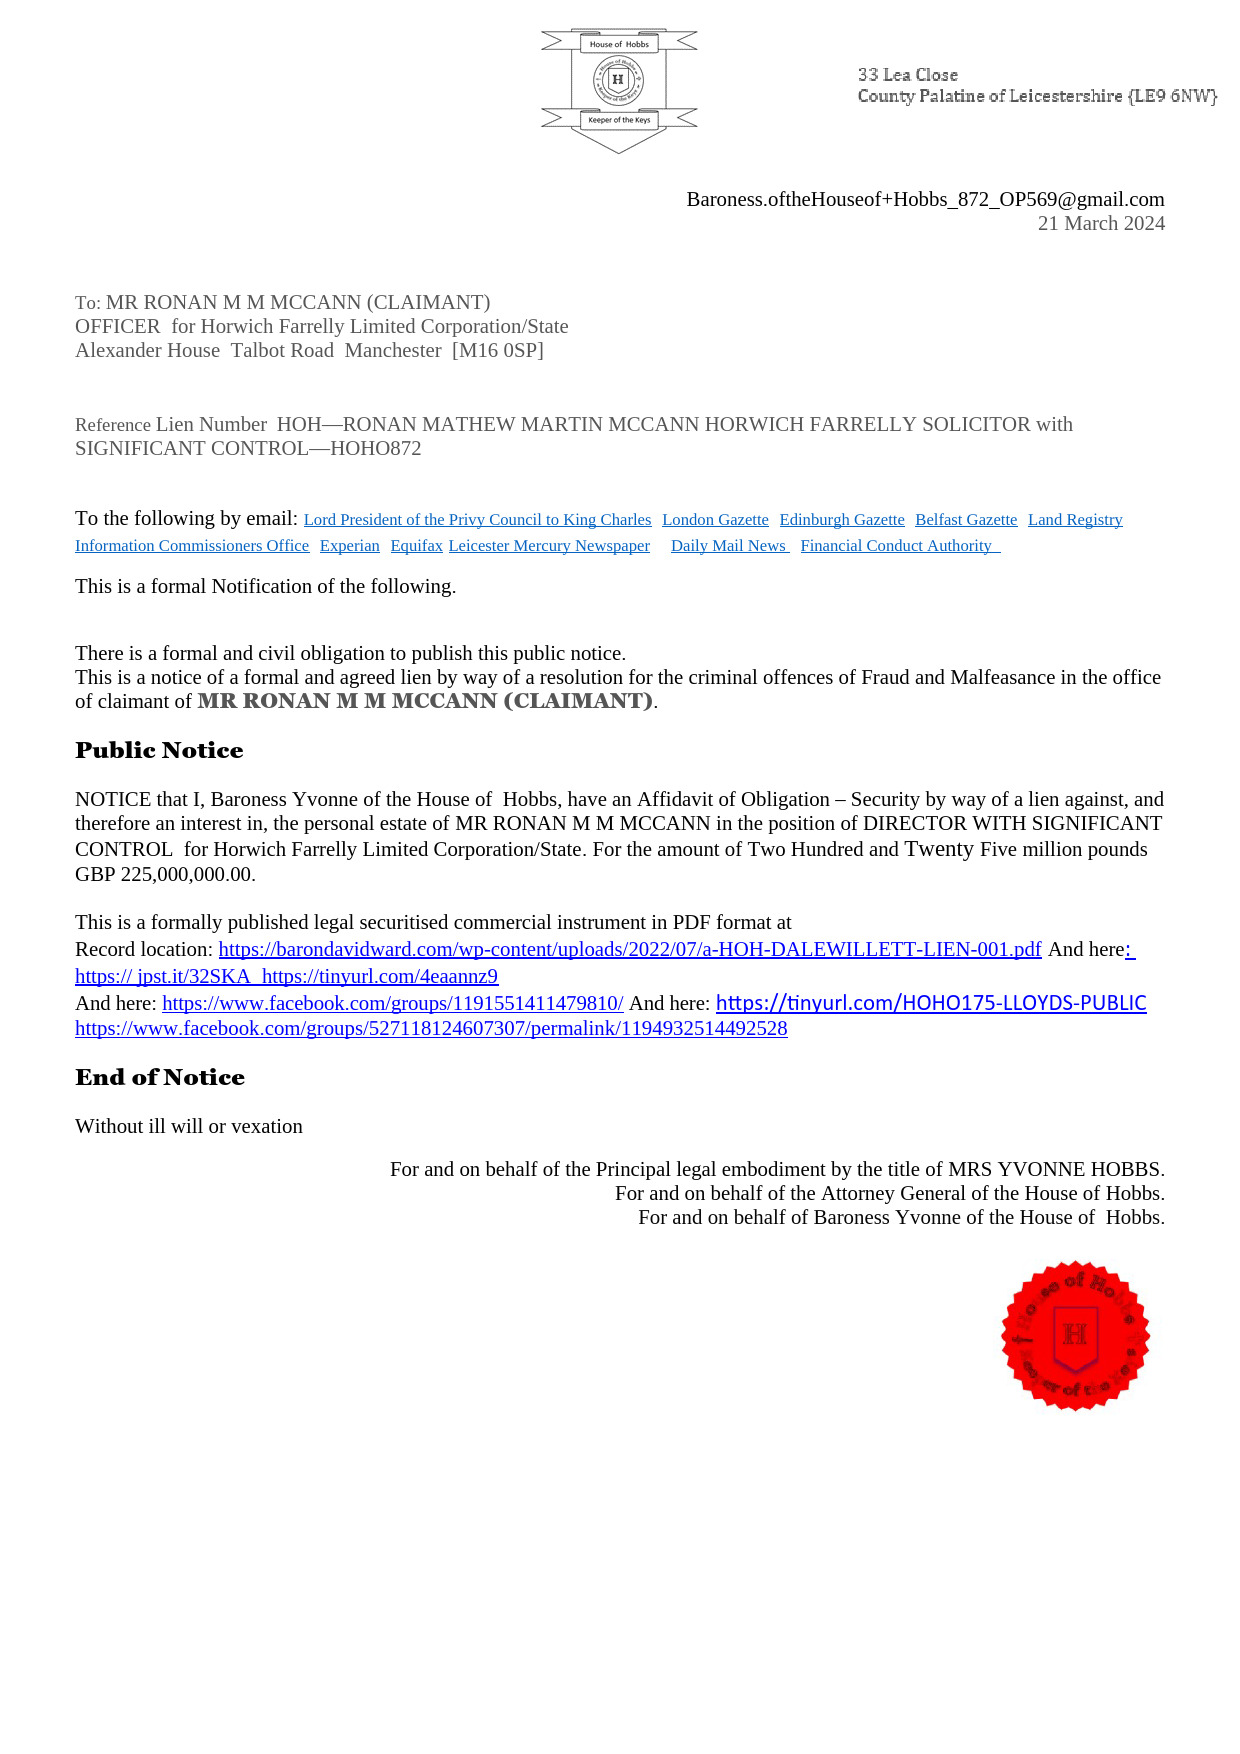 House of Hobbs
House of Hobbs
H
Keeper of the Keys
Keeper of the Keys
33 Lea Close
County Palatine of Leicestershire {LE9 6NW}
Baroness.oftheHouseof+Hobbs_872_OP569@gmail.com
21 March 2024
To: MR RONAN M M MCCANN (CLAIMANT)
OFFICER for Horwich Farrelly Limited Corporation/State
Alexander House Talbot Road Manchester [M16 0SP]
Reference Lien Number HOH—RONAN MATHEW MARTIN MCCANN HORWICH FARRELLY SOLICITOR with
SIGNIFICANT CONTROL—HOHO872
To the following by email: Lord President of the Privy Council to King Charles London Gazette Edinburgh Gazette Belfast Gazette Land Registry
Information Commissioners Office Experian Equifax Leicester Mercury Newspaper Daily Mail News Financial Conduct Authority
This is a formal Notification of the following.
There is a formal and civil obligation to publish this public notice.
This is a notice of a formal and agreed lien by way of a resolution for the criminal offences of Fraud and Malfeasance in the office
of claimant of MR RONAN M M MCCANN (CLAIMANT).
Public Notice
NOTICE that I, Baroness Yvonne of the House of Hobbs, have an Affidavit of Obligation – Security by way of a lien against, and
therefore an interest in, the personal estate of MR RONAN M M MCCANN in the position of DIRECTOR WITH SIGNIFICANT
CONTROL for Horwich Farrelly Limited Corporation/State. For the amount of Two Hundred and Twenty Five million pounds
GBP 225,000,000.00.
This is a formally published legal securitised commercial instrument in PDF format at
Record location: https://barondavidward.com/wp-content/uploads/2022/07/a-HOH-DALEWILLETT-LIEN-001.pdf And here:
https:// jpst.it/32SKA https://tinyurl.com/4eaannz9
And here: https://www.facebook.com/groups/1191551411479810/ And here: https://tinyurl.com/HOHO175-LLOYDS-PUBLIC
https://www.facebook.com/groups/527118124607307/permalink/1194932514492528
End of Notice
Without ill will or vexation
For and on behalf of the Principal legal embodiment by the title of MRS YVONNE HOBBS.
For and on behalf of the Attorney General of the House of Hobbs.
For and on behalf of Baroness Yvonne of the House of Hobbs.
House of Hobbs
H